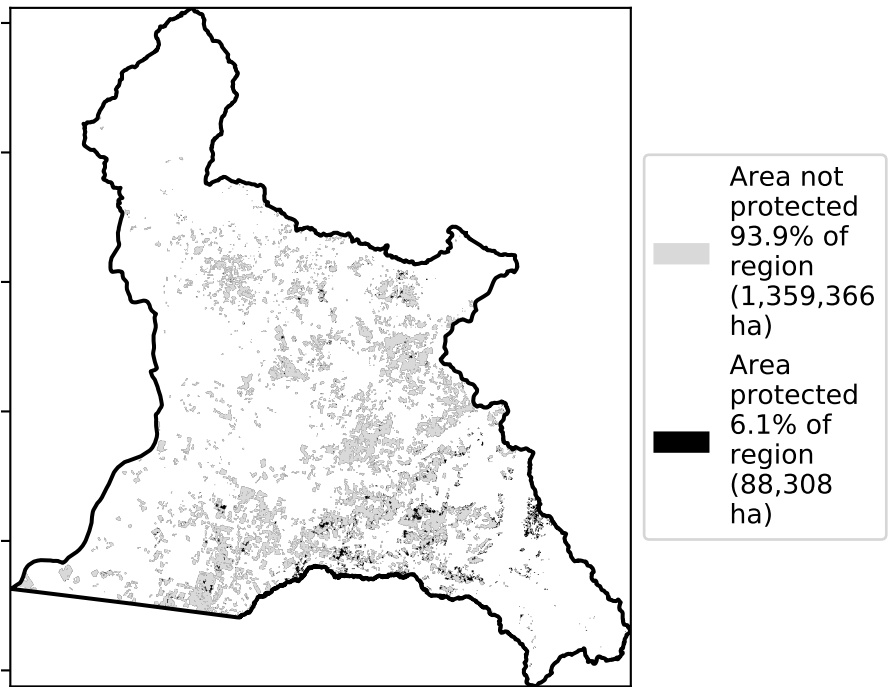 Area not
protected
93.9% of
region
(1,359,366
ha)
Area
protected
6.1% of
region
(88,308
ha)